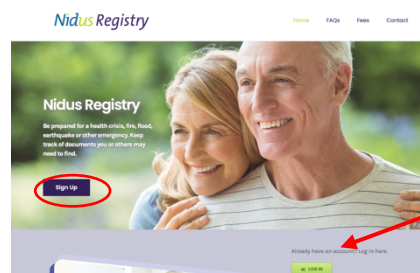 Nidus Registry
Home FAQs Fees Contact
Nidus Registry
Be prepared for a health crisis, fire, flood,
earthquake or other emergency. Keep
track of documents you or others may
need to find.
Sign Up
Already have an account? Log in here.
LOG IN